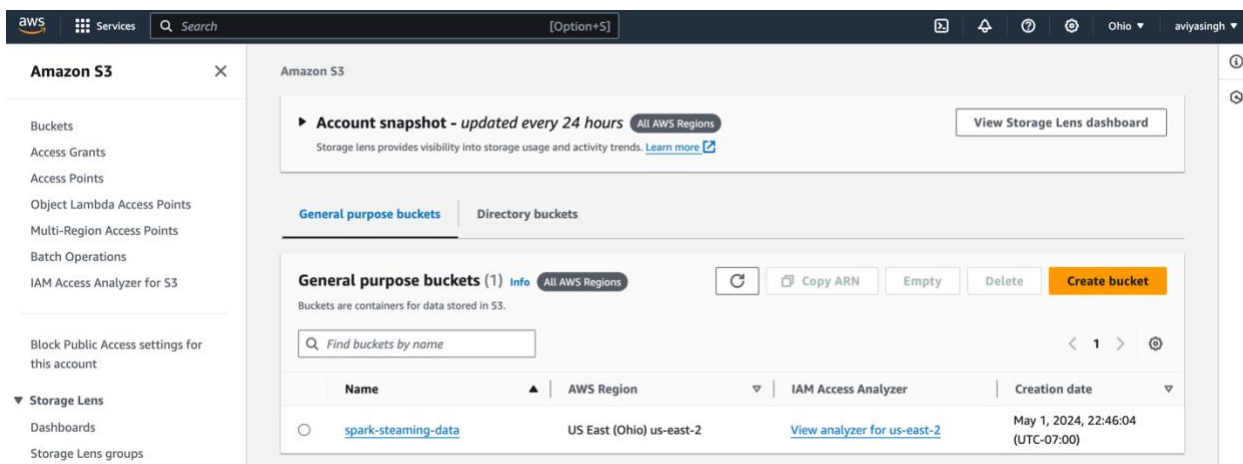 aws Services Search [Option+S] Ohio ▼ aviyasingh ▼
Amazon S3
Buckets
Access Grants
Access Points
Object Lambda Access Points
Multi-Region Access Points
Batch Operations
IAM Access Analyzer for S3
Block Public Access settings for
this account
▼ Storage Lens
Dashboards
Storage Lens groups
Amazon S3
Account snapshot - updated every 24 hours All AWS Regions View Storage Lens dashboard
Storage lens provides visibility into storage usage and activity trends. Learn more
General purpose buckets Directory buckets
General purpose buckets (1) Info All AWS Regions Copy ARN Empty Delete Create bucket
Buckets are containers for data stored in S3.
Find buckets by name < 1 >
Name AWS Region IAM Access Analyzer Creation date
spark-steaming-data US East (Ohio) us-east-2 View analyzer for us-east-2 May 1, 2024, 22:46:04
(UTC-07:00)